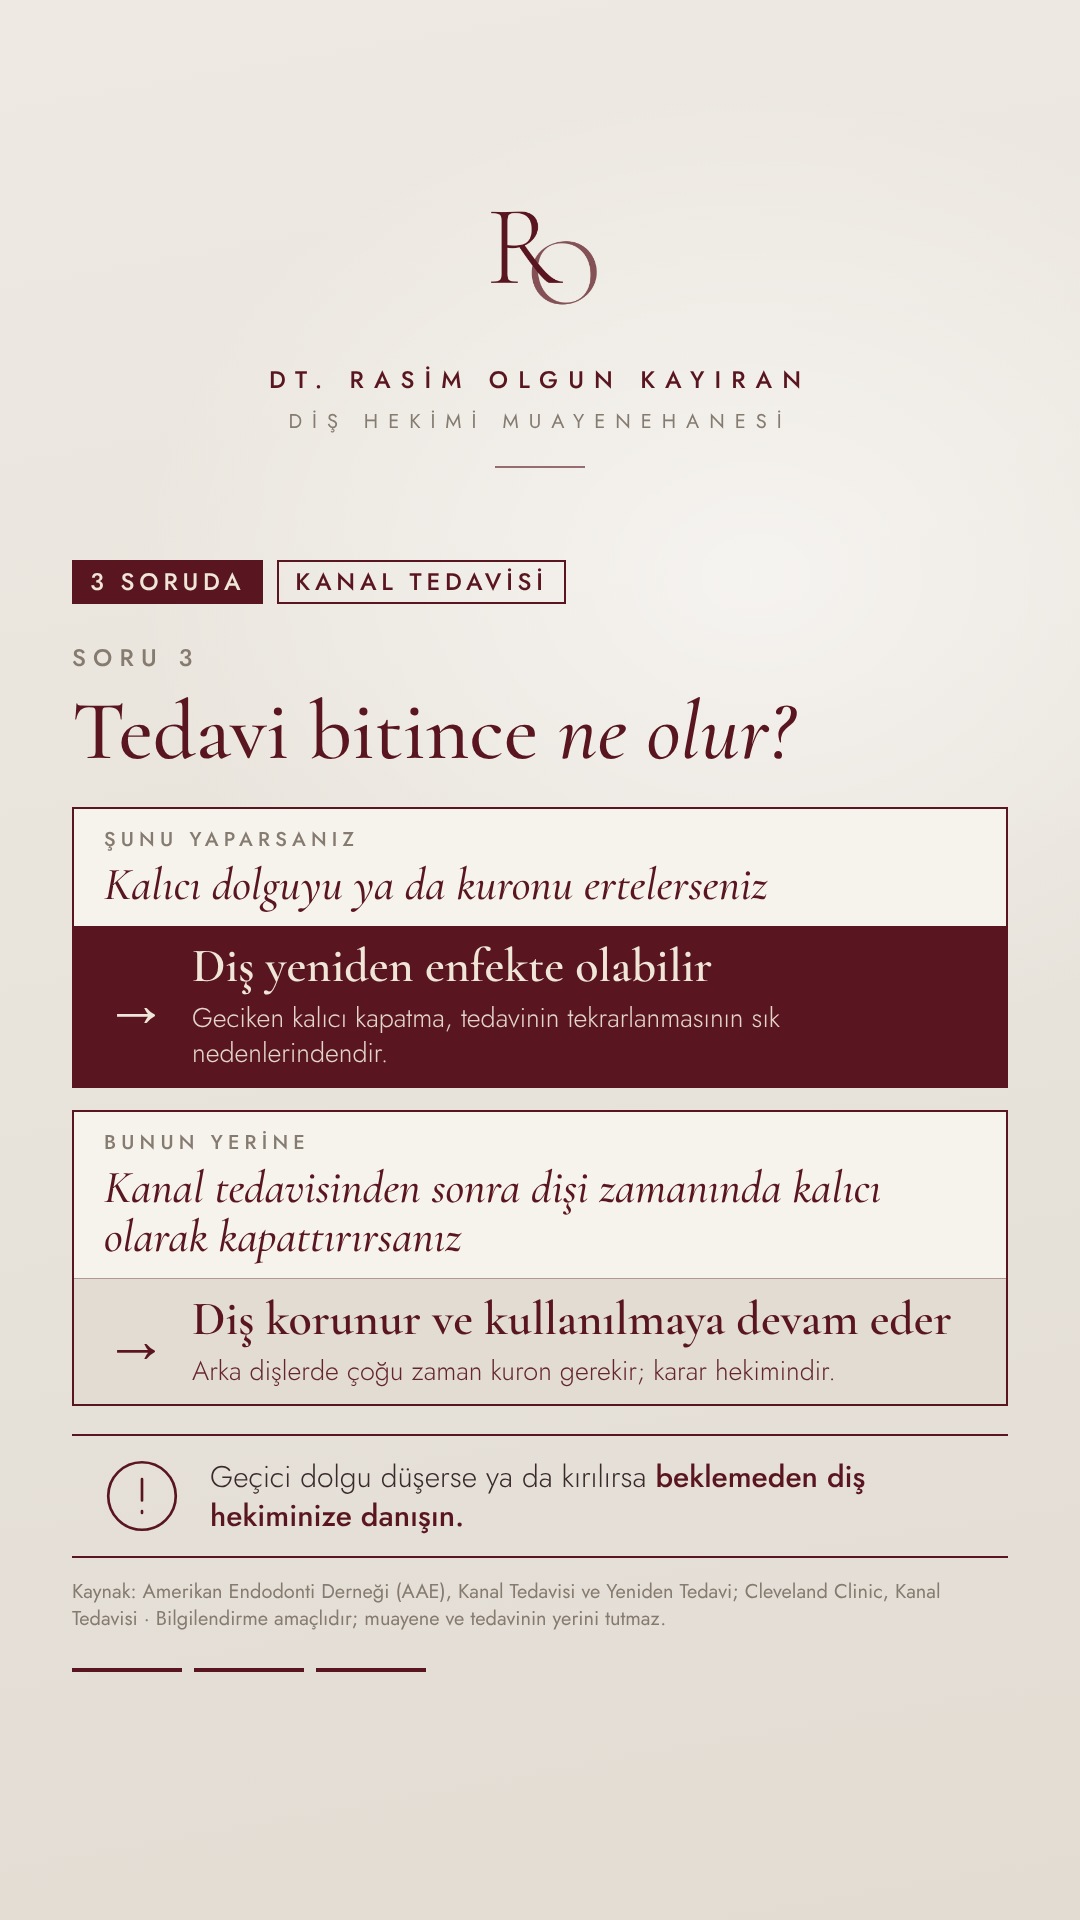 RO
DT. RASİM OLGUN KAYIRAN
DİŞ HEKİMİ MUAYENEHANESİ
3 SORUDA
KANAL TEDAVİSİ
SORU 3
Tedavi bitince ne olur?
ŞUNU YAPARSANIZ
Kalıcı dolguyu ya da kuronu ertelerseniz
→ Diş yeniden enfekte olabilir
Geciken kalıcı kapatma, tedavinin tekrarlanmasının sık
nedenlerindendir.
BUNUN YERİNE
Kanal tedavisinden sonra dişi zamanında kalıcı
olarak kapattırırsanız
→ Diş korunur ve kullanılmaya devam eder
Arka dişlerde çoğu zaman kuron gerekir; karar hekimindir.
! Geçici dolgu düşerse ya da kırılırsa beklemeden diş
hekiminize danışın.
Kaynak: Amerikan Endodonti Derneği (AAE), Kanal Tedavisi ve Yeniden Tedavi; Cleveland Clinic, Kanal
Tedavisi · Bilgilendirme amaçlıdır; muayene ve tedavinin yerini tutmaz.